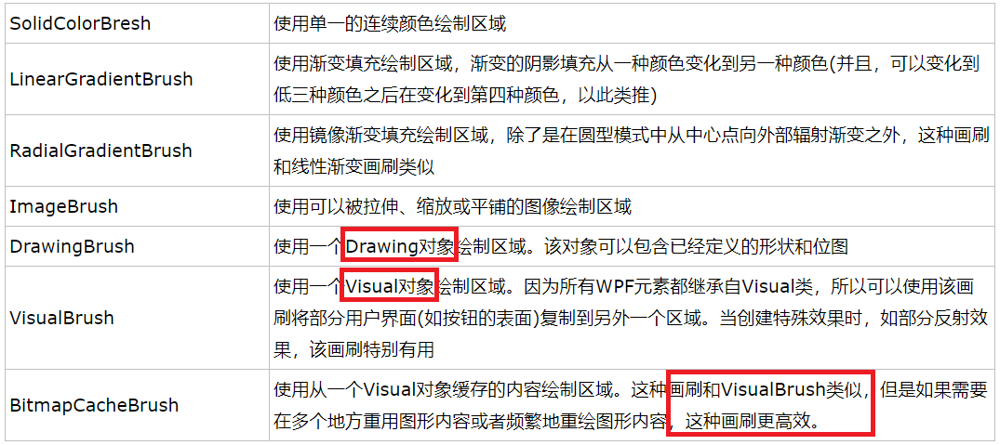 SolidColorBresh
使用单一的连续颜色绘制区域
LinearGradientBrush
使用渐变填充绘制区域，渐变的阴影填充从一种颜色变化到另一种颜色(并且，可以变化到
低三种颜色之后在变化到第四种颜色，以此类推)
RadialGradientBrush
使用镜像渐变填充绘制区域，除了是在圆型模式中从中心点向外部辐射渐变之外，这种画刷
和线性渐变画刷类似
ImageBrush
使用可以被拉伸、缩放或平铺的图像绘制区域
DrawingBrush
使用一个Drawing对象绘制区域。该对象可以包含已经定义的形状和位图
VisualBrush
使用一个Visual对象绘制区域。因为所有WPF元素都继承自Visual类，所以可以使用该画
刷将部分用户界面(如按钮的表面)复制到另外一个区域。当创建特殊效果时，如部分反射效
果，该画刷特别有用
BitmapCacheBrush
使用从一个Visual对象缓存的内容绘制区域。这种画刷和VisualBrush类似，但是如果需要
在多个地方重用图形内容或者频繁地重绘图形内容，这种画刷更高效。